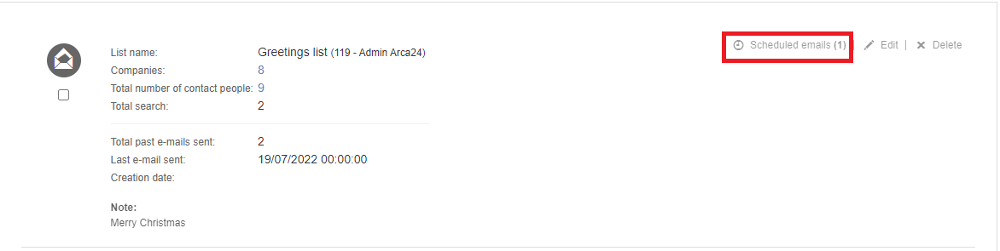 Scheduled emails (1) | Edit | Delete
List name: Greetings list (119 - Admin Arca24)
Companies: 8
Total number of contact people: 9
Total search: 2
Total past e-mails sent: 2
Last e-mail sent: 19/07/2022 00:00:00
Creation date:
Note:
Merry Christmas